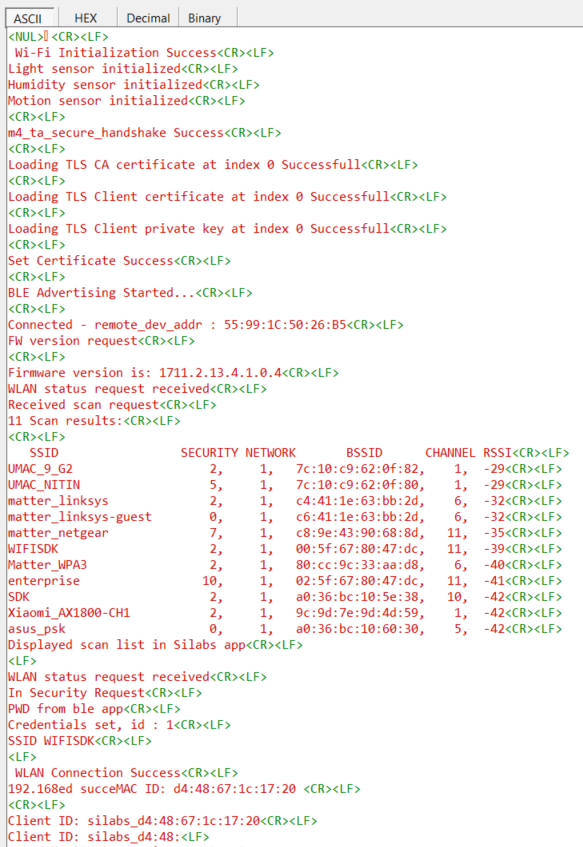 ASCII HEX Decimal Binary
<NUL><CR><LF>
Wi-Fi Initialization Success<CR><LF>
Light sensor initialized<CR><LF>
Humidity sensor initialized<CR><LF>
Motion sensor initialized<CR><LF>
<CR><LF>
m4_ta_secure_handshake Success<CR><LF>
<CR><LF>
Loading TLS CA certificate at index 0 Successfull<CR><LF>
<CR><LF>
Loading TLS Client certificate at index 0 Successfull<CR><LF>
<CR><LF>
Loading TLS Client private key at index 0 Successfull<CR><LF>
<CR><LF>
Set Certificate Success<CR><LF>
<CR><LF>
BLE Advertising Started...<CR><LF>
<CR><LF>
Connected - remote_dev_addr : 55:99:1C:50:26:B5<CR><LF>
FW version request<CR><LF>
<CR><LF>
Firmware version is: 1711.2.13.4.1.0.4<CR><LF>
WLAN status request received<CR><LF>
Received scan request<CR><LF>
11 Scan results:<CR><LF>
<CR><LF>
SSID SECURITY NETWORK BSSID CHANNEL RSSI<CR><LF>
UMAC_9_G2 2, 1, 7c:10:c9:62:0f:82, 1, -29<CR><LF>
UMAC_NITIN 5, 1, 7c:10:c9:62:0f:80, 1, -29<CR><LF>
matter_linksys 2, 1, c4:41:1e:63:bb:2d, 6, -32<CR><LF>
matter_linksys-guest 0, 1, c6:41:1e:63:bb:2d, 6, -32<CR><LF>
matter_netgear 7, 1, c8:9e:43:90:68:8d, 11, -35<CR><LF>
WIFISDK 2, 1, 00:5f:67:80:47:dc, 11, -39<CR><LF>
Matter_WPA3 2, 1, 80:cc:9c:33:aa:d8, 6, -40<CR><LF>
enterprise 10, 1, 02:5f:67:80:47:dc, 11, -41<CR><LF>
SDK 2, 1, a0:36:bc:10:5e:38, 10, -42<CR><LF>
Xiaomi_AX1800-CH1 2, 1, 9c:9d:7e:9d:4d:59, 1, -42<CR><LF>
asus_psk 0, 1, a0:36:bc:10:60:30, 5, -42<CR><LF>
Displayed scan list in Silabs app<CR><LF>
<LF>
WLAN status request received<CR><LF>
In Security Request<CR><LF>
PWD from ble app<CR><LF>
Credentials set, id : 1<CR><LF>
SSID WIFISDK<CR><LF>
<LF>
WLAN Connection Success<CR><LF>
192.168ed succeMAC ID: d4:48:67:1c:17:20 <CR><LF>
<CR><LF>
Client ID: silabs_d4:48:67:1c:17:20<CR><LF>
Client ID: silabs_d4:48:<LF>